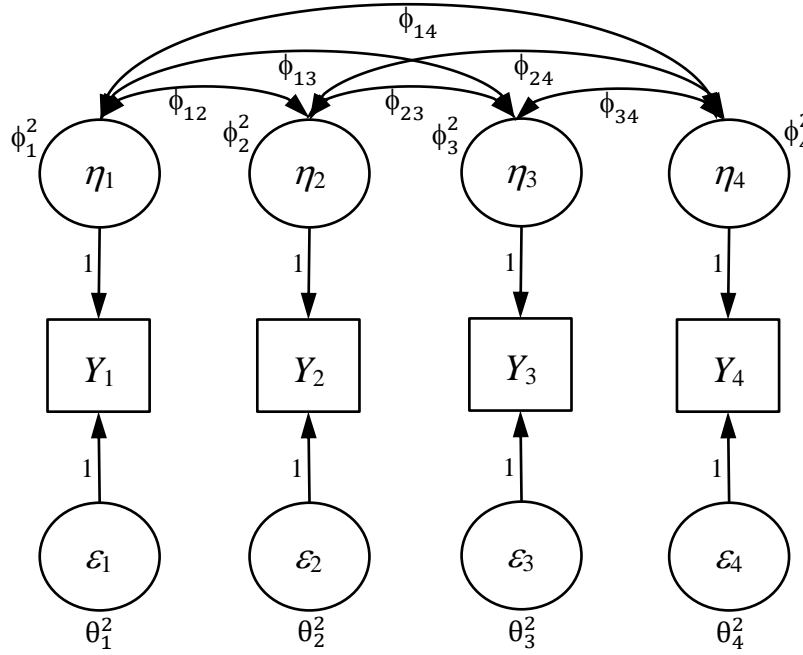 ϕ₁₄
ϕ₁₃ ϕ₂₄
ϕ₁₂ ϕ₂₃ ϕ₃₄
ϕ₁² ϕ₂² ϕ₃² ϕ₄²
η₁ η₂ η₃ η₄
1 1 1 1
Y₁ Y₂ Y₃ Y₄
1 1 1 1
ε₁ ε₂ ε₃ ε₄
θ₁² θ₂² θ₃² θ₄²